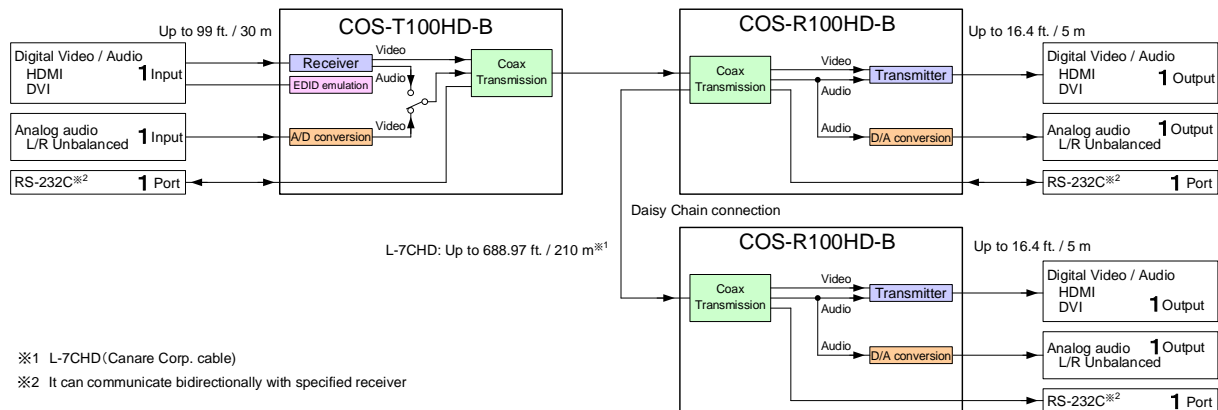 COS-T100HD-B
Up to 99 ft. / 30 m
Digital Video / Audio
HDMI
DVI
1 Input
Receiver
Video
Audio
EDID emulation
Coax
Transmission
Analog audio
L/R Unbalanced
1 Input
A/D conversion
Video
RS-232C※2 1 Port
COS-R100HD-B
Up to 16.4 ft. / 5 m
Coax
Transmission
Video
Audio
Transmitter
Digital Video / Audio
HDMI
DVI
1 Output
Audio
D/A conversion
Analog audio 1 Output
L/R Unbalanced
RS-232C※2 1 Port
Daisy Chain connection
L-7CHD: Up to 688.97 ft. / 210 m※1
COS-R100HD-B
Up to 16.4 ft. / 5 m
Coax
Transmission
Video
Audio
Transmitter
Digital Video / Audio
HDMI
DVI
1 Output
Audio
D/A conversion
Analog audio 1 Output
L/R Unbalanced
RS-232C※2 1 Port
※1 L-7CHD(Canare Corp. cable)
※2 It can communicate bidirectionally with specified receiver